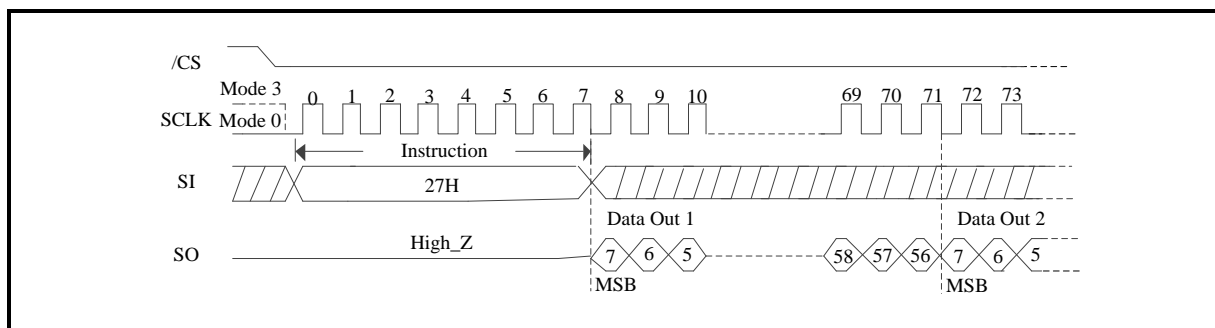 /CS
Mode 3
0 1 2 3 4 5 6 7 8 9 10 69 70 71 72 73
SCLK Mode 0
Instruction
SI 27H
Data Out 1 Data Out 2
High_Z
SO 7 6 5 58 57 56 7 6 5
MSB MSB